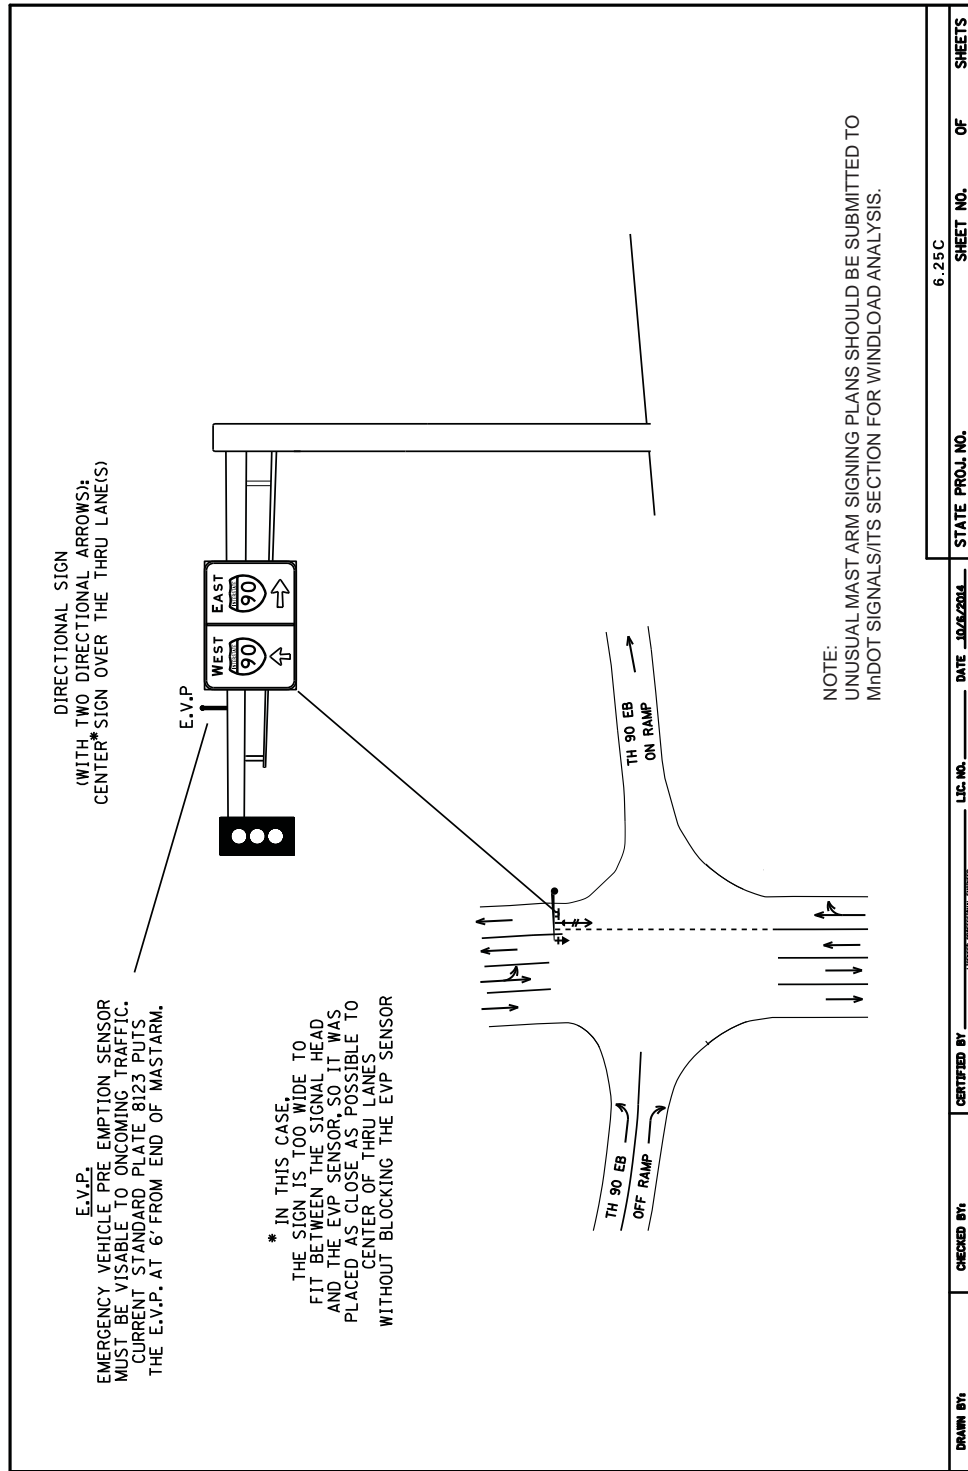 DIRECTIONAL SIGN
(WITH TWO DIRECTIONAL ARROWS):
CENTER*SIGN OVER THE THRU LANE(S)
E.V.P
WEST
90
EAST
90
E.V.P.
EMERGENCY VEHICLE PRE EMPTION SENSOR
MUST BE VISABLE TO ONCOMING TRAFFIC.
CURRENT STANDARD PLATE 8123 PUTS
THE E.V.P. AT 6' FROM END OF MASTARM.
* IN THIS CASE,
THE SIGN IS TOO WIDE TO
FIT BETWEEN THE SIGNAL HEAD
AND THE EVP SENSOR, SO IT WAS
PLACED AS CLOSE AS POSSIBLE TO
CENTER OF THRU LANES
WITHOUT BLOCKING THE EVP SENSOR
TH 90 EB
OFF RAMP
TH 90 EB
ON RAMP
NOTE:
UNUSUAL MAST ARM SIGNING PLANS SHOULD BE SUBMITTED TO
MnDOT SIGNALS/ITS SECTION FOR WINDLOAD ANALYSIS.
6.25C
DRAWN BY:
CHECKED BY:
CERTIFIED BY
LIC. NO.
DATE 10/6/2014
STATE PROJ. NO.
SHEET NO. OF SHEETS